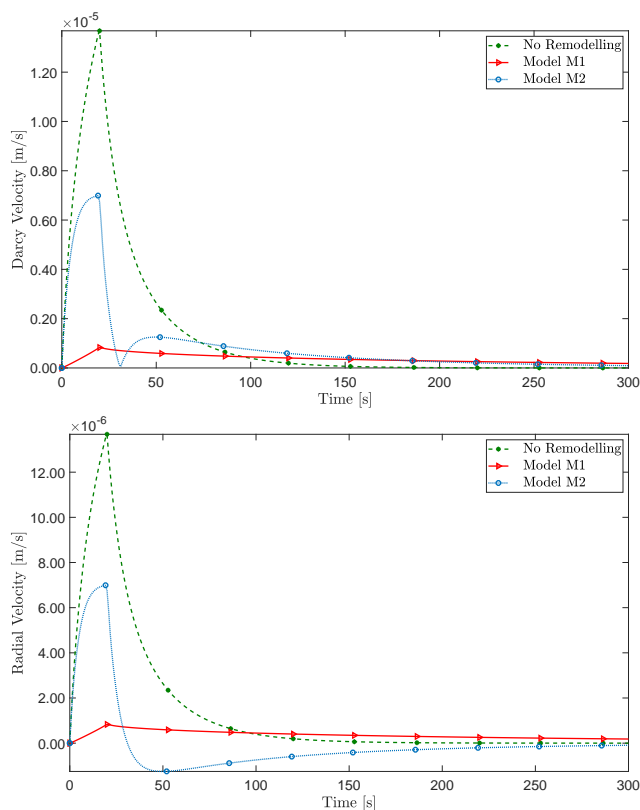 ×10⁻⁵
No Remodelling
Model M1
Model M2
Darcy Velocity [m/s]
1.20
1.00
0.80
0.60
0.40
0.20
0.00
0 50 100 150 200 250 300
Time [s]
×10⁻⁶
No Remodelling
Model M1
Model M2
Radial Velocity [m/s]
12.00
10.00
8.00
6.00
4.00
2.00
0.00
0 50 100 150 200 250 300
Time [s]